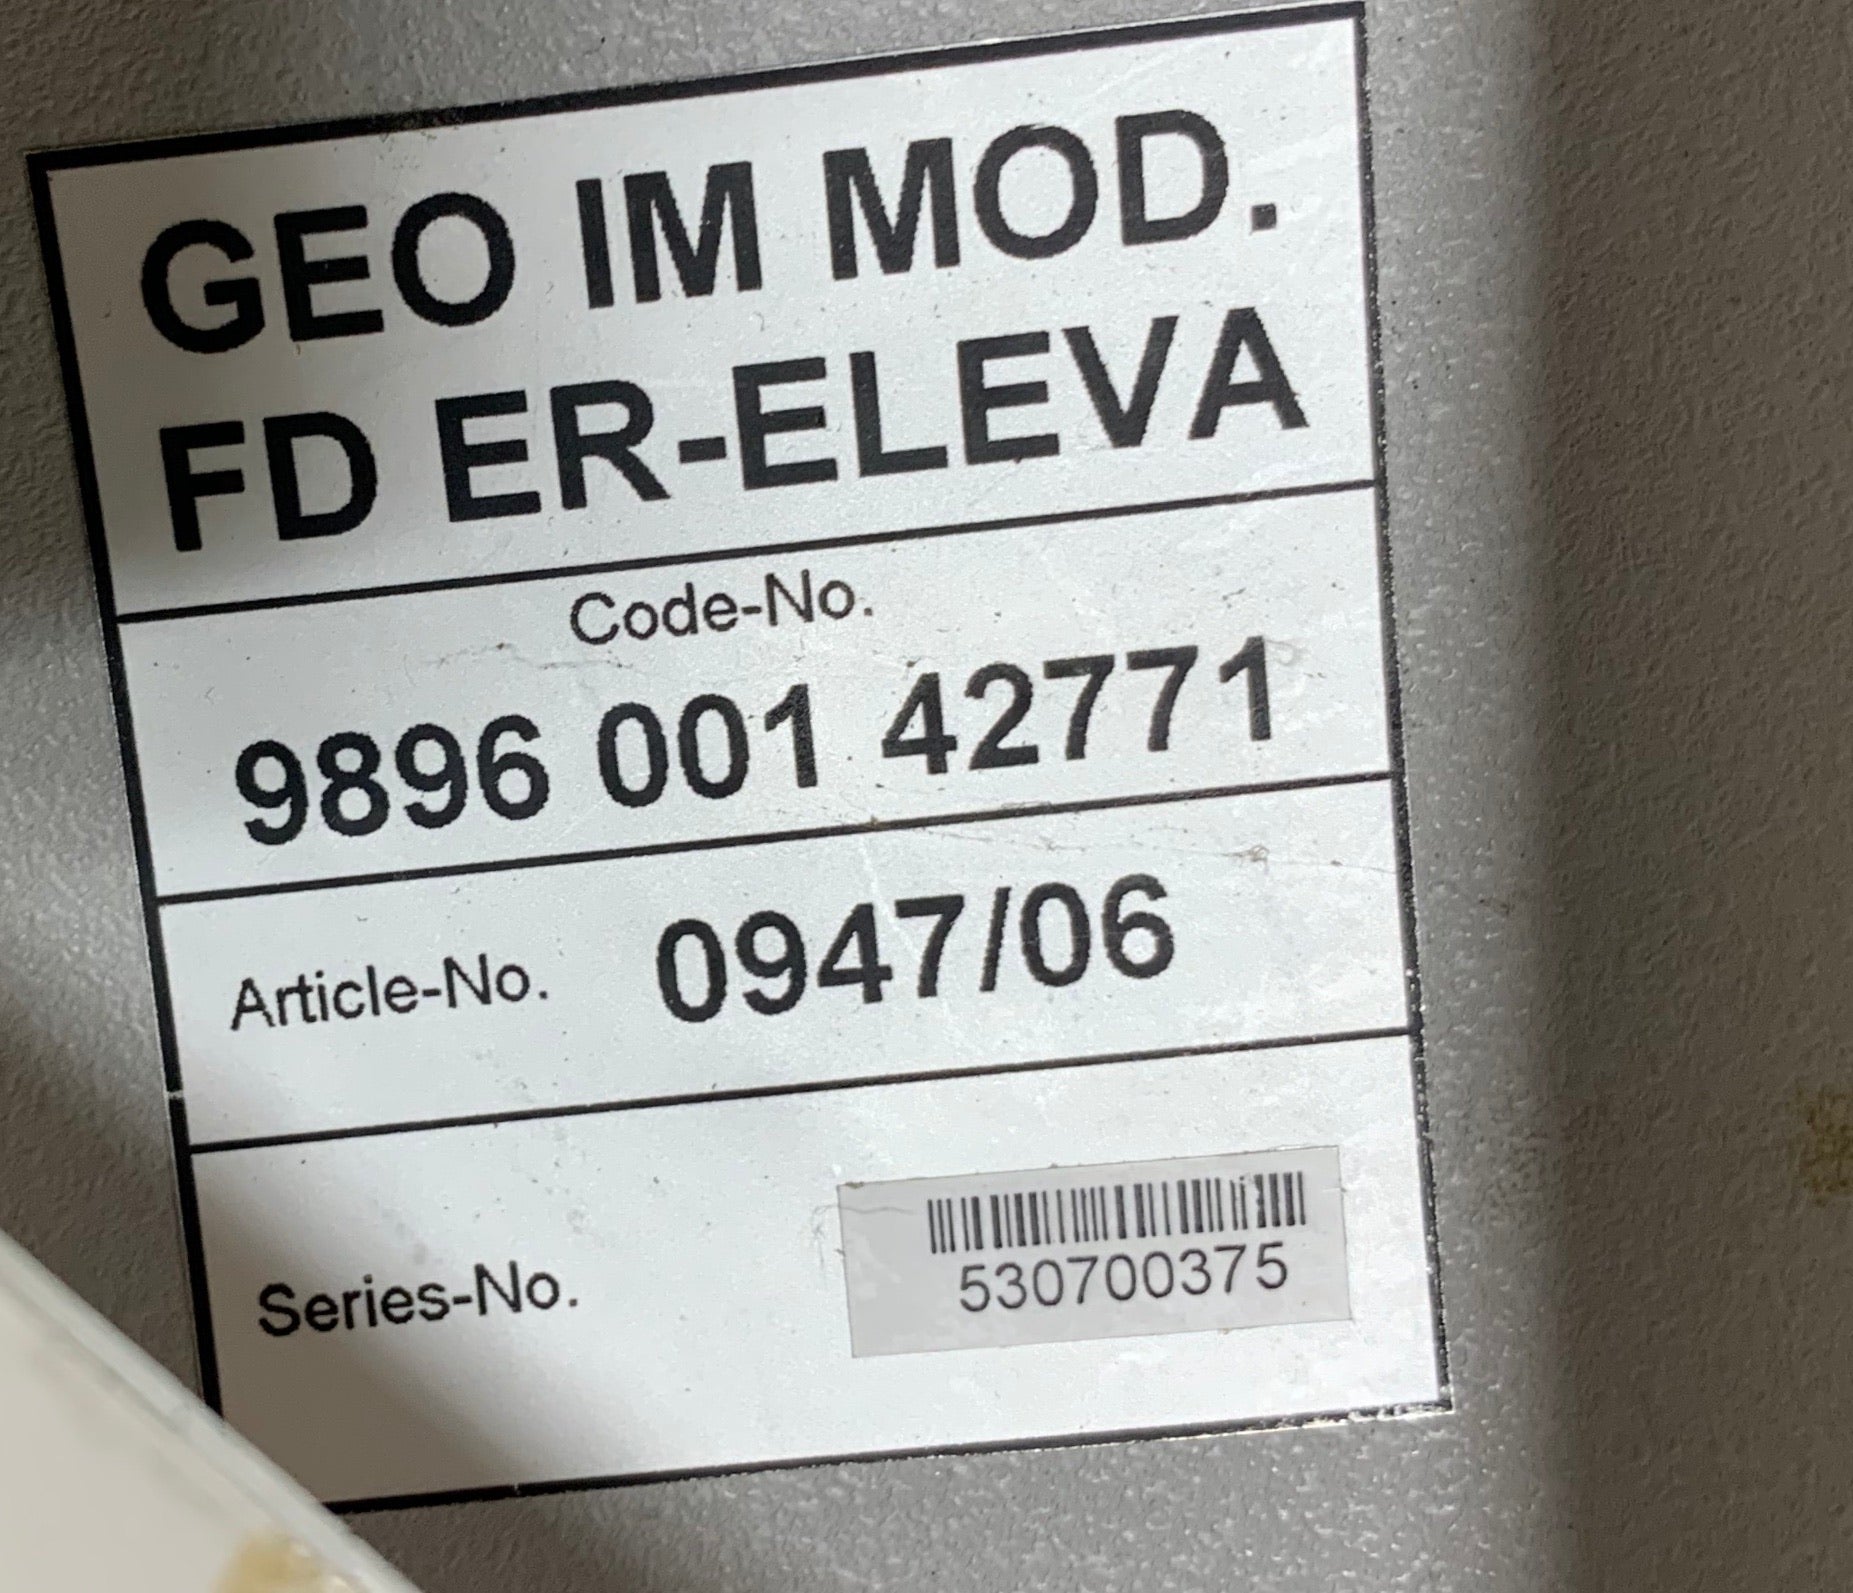 GEO IM MOD.
FD ER-ELEVA
Code-No.
9896 001 42771
Article-No. 0947/06
Series-No. 530700375